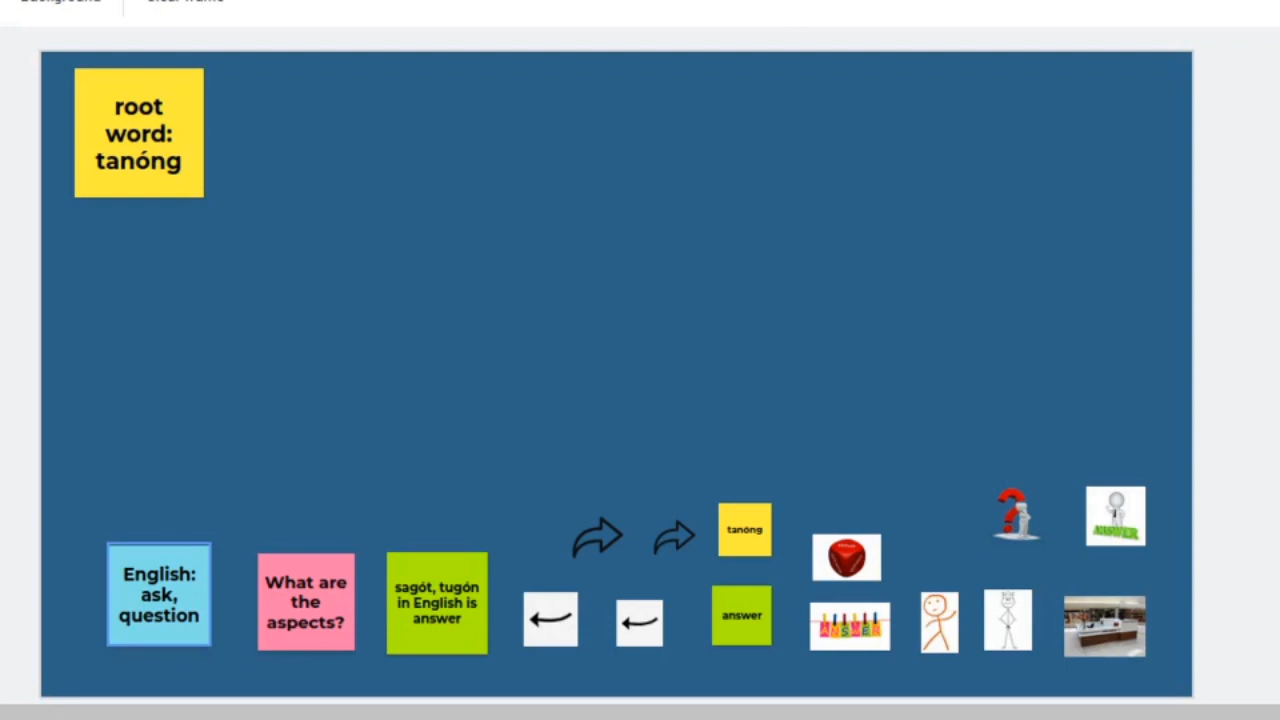 root
word:
tanóng
English:
ask,
question
What are
the
aspects?
sagót, tugón
in English is
answer
tanóng
answer
ANSWER
ANSWER